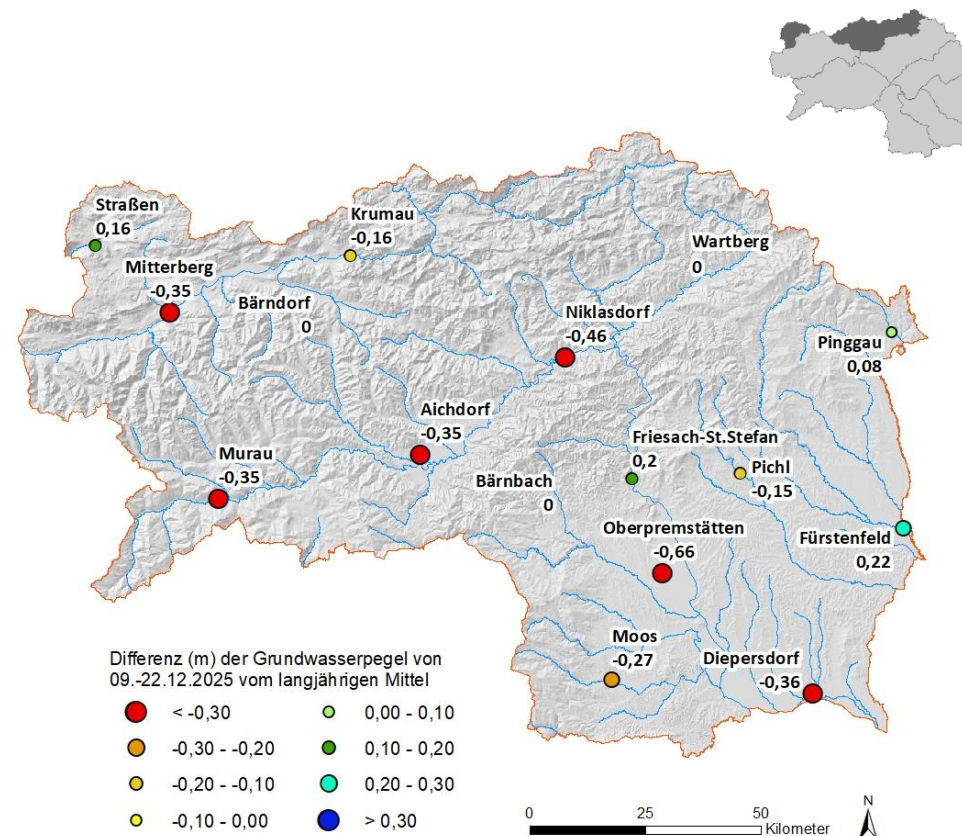 Straßen
0,16
Krumau
-0,16
Wartberg
0
Mitterberg
-0,35
Bärndorf
0
Niklasdorf
-0,46
Pinggau
0,08
Aichdorf
-0,35
Murau
-0,35
Friesach-St.Stefan
0,2
Pichl
-0,15
Bärnbach
0
Oberpremstätten
-0,66
Fürstenfeld
0,22
Moos
-0,27
Diepersdorf
-0,36
Differenz (m) der Grundwasserpegel von
09.-22.12.2025 vom langjährigen Mittel
< -0,30
-0,30 - -0,20
-0,20 - -0,10
-0,10 - 0,00
0,00 - 0,10
0,10 - 0,20
0,20 - 0,30
> 0,30
0 25 50
Kilometer
N